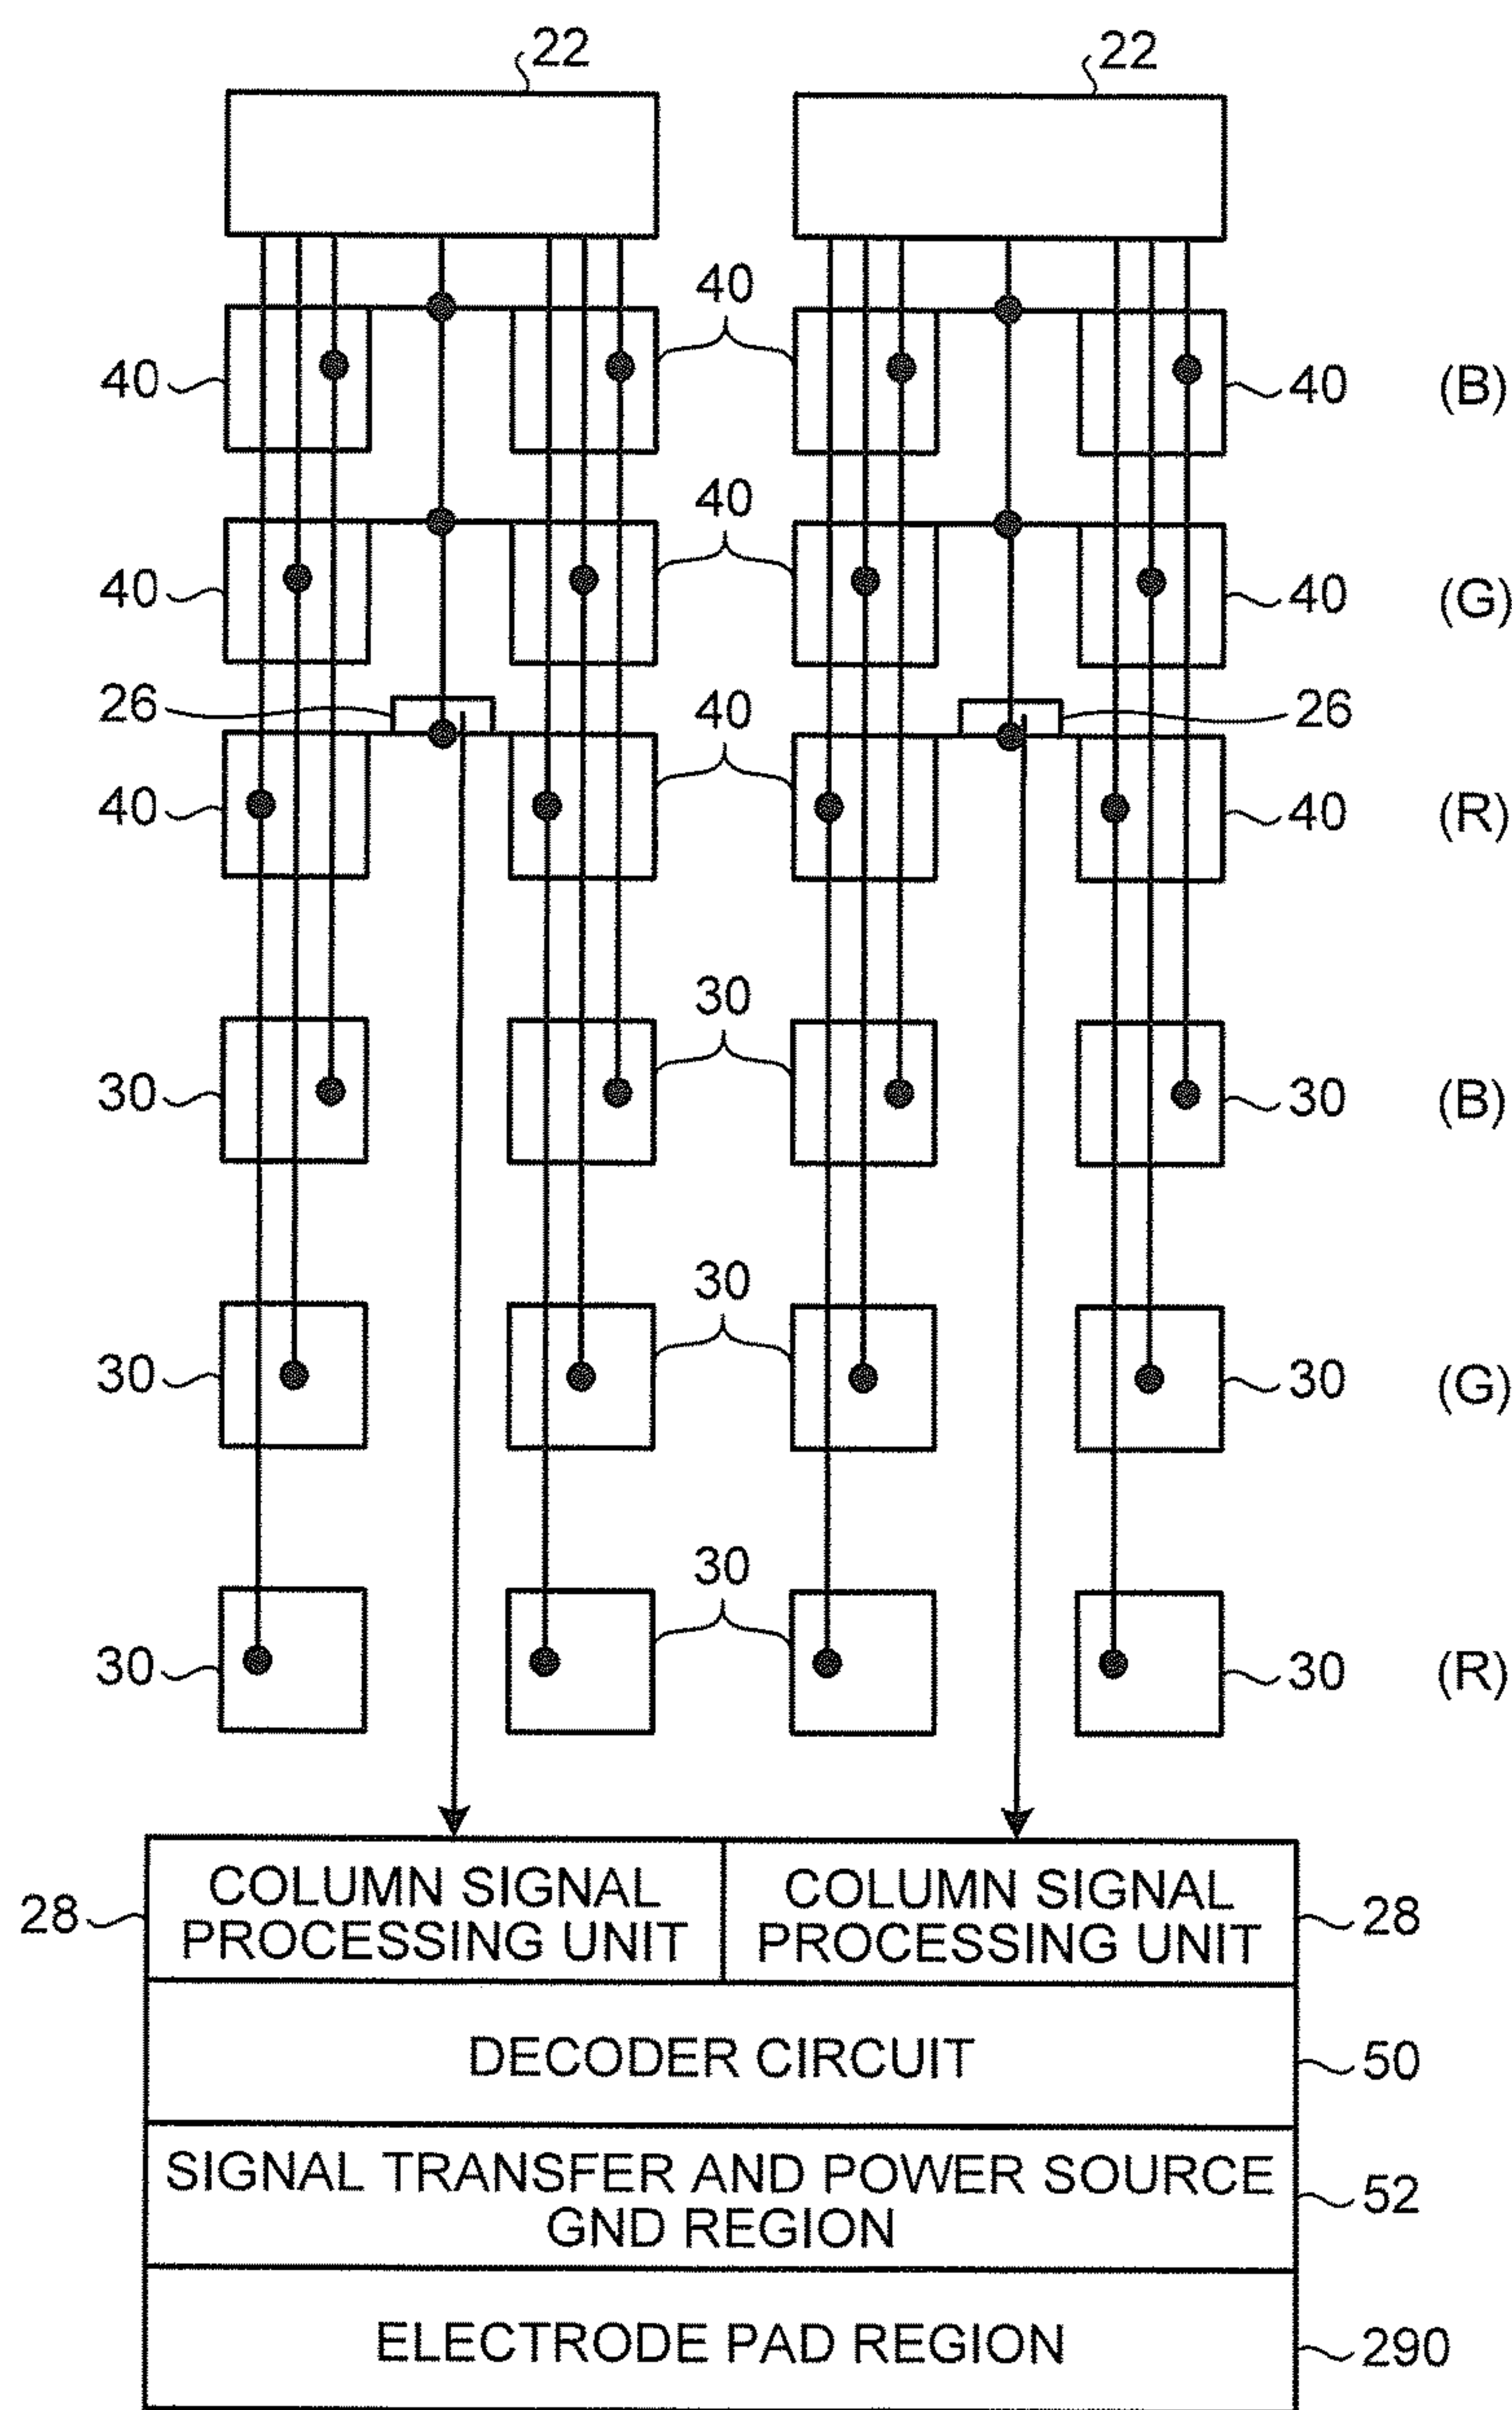 22 22
40
40 40 (B)
40
40 40 (G)
26 40 26
40 40 (R)
30
30 30 (B)
30
30 30 (G)
30
30 30 (R)
COLUMN SIGNAL COLUMN SIGNAL
28 PROCESSING UNIT PROCESSING UNIT 28
DECODER CIRCUIT 50
SIGNAL TRANSFER AND POWER SOURCE
GND REGION 52
ELECTRODE PAD REGION 290